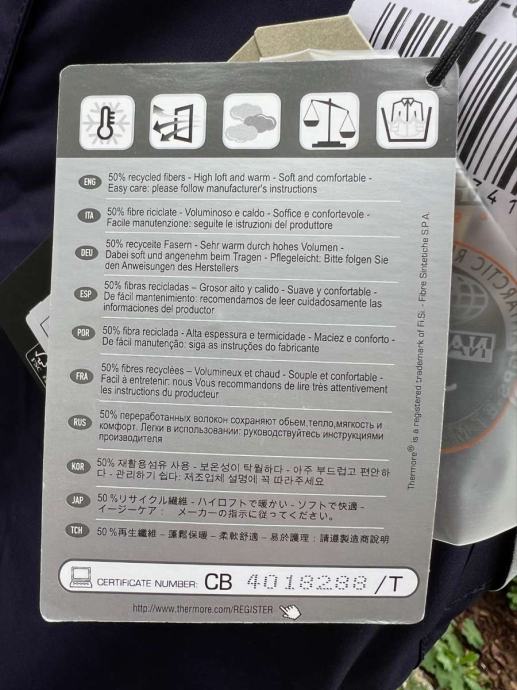 ENG 50% recycled fibers - High loft and warm - Soft and comfortable -
Easy care: please follow manufacturer's instructions
ITA 50% fibre riciclate - Voluminoso e caldo - Soffice e confortevole -
Facile manutenzione: seguite le istruzioni del produttore
DEU 50% recyceite Fasern - Sehr warm durch hohes Volumen -
Dabei soft und angenehm beim Tragen - Pflegeleicht: Bitte folgen Sie
den Anweisungen des Herstellers
ESP 50% fibras recicladas – Grosor alto y calido - Suave y confortable -
De fácil mantenimiento: recomendamos de leer cuidadosamente las
informaciones del productor
POR 50% fibra reciclada - Alta espessura e termicidade - Maciez e conforto -
De fácil manutenção: siga as instruções do fabricante
FRA 50% fibres recyclées – Volumineux et chaud - Souple et confortable -
Facil à entretenir: nous Vous recommandons de lire très attentivement
les instructions du producteur
RUS 50% переработанных волокон сохраняют обьем,тепло,мягкость и
комфорт. Легки в использовании: руководствуйтесь инструкциями
производителя
KOR 50% 재활용섬유 사용 - 보온성이 탁월하다 - 아주 부드럽고 편안하
다 - 관리하기 쉽다: 제조업체 설명에 꼭 따라주세요
JAP 50%リサイクル繊維 - ハイロフトで暖かい - ソフトで快適 -
イージーケア： メーカーの指示に従ってください。
TCH 50%再生纖維 – 蓬鬆保暖 – 柔軟舒適 – 易於護理：請遵製造商說明
CERTIFICATE NUMBER: CB 4018288 /T
http://www.thermore.com/REGISTER
Thermore® is a registered trademark of Fi.Si. - Fibre Sintetiche S.P.A.